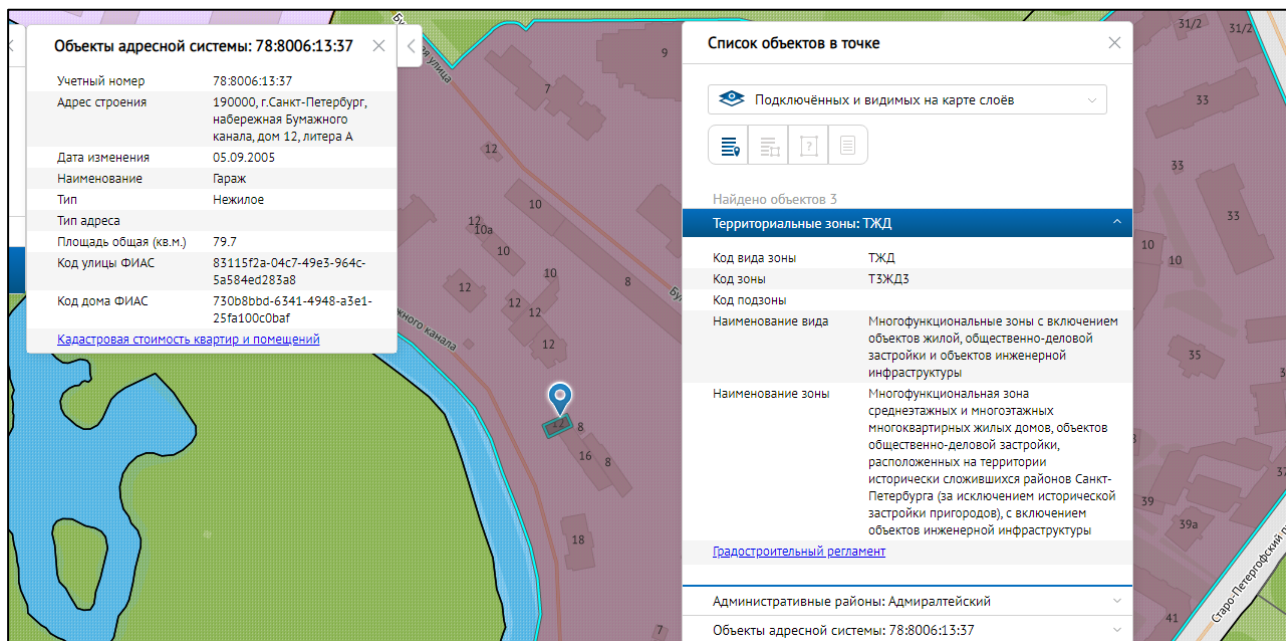 Объекты адресной системы: 78:8006:13:37
Учетный номер 78:8006:13:37
Адрес строения 190000, г.Санкт-Петербург,
набережная Бумажного
канала, дом 12, литера А
Дата изменения 05.09.2005
Наименование Гараж
Тип Нежилое
Тип адреса
Площадь общая (кв.м.) 79.7
Код улицы ФИАС 83115f2a-04c7-49e3-964c-
5a584ed283a8
Код дома ФИАС 730b8bbd-6341-4948-a3e1-
25fa100c0baf
Кадастровая стоимость квартир и помещений
улица
9
7
12
10
12
10а
10
10
12
8
12
12
12
канала
12
8
16
8
18
7
Список объектов в точке
Подключённых и видимых на карте слоёв
Найдено объектов 3
Территориальные зоны: ТЖД
Код вида зоны ТЖД
Код зоны Т3ЖД3
Код подзоны
Наименование вида Многофункциональные зоны с включением
объектов жилой, общественно-деловой
застройки и объектов инженерной
инфраструктуры
Наименование зоны Многофункциональная зона
среднеэтажных и многоэтажных
многоквартирных жилых домов, объектов
общественно-деловой застройки,
расположенных на территории
исторически сложившихся районов Санкт-
Петербурга (за исключением исторической
застройки пригородов), с включением
объектов инженерной инфраструктуры
Градостроительный регламент
Административные районы: Адмиралтейский
Объекты адресной системы: 78:8006:13:37
31/2
31/2
33
33
33
10
10
35
39
39а
41
Старо-Петергофский